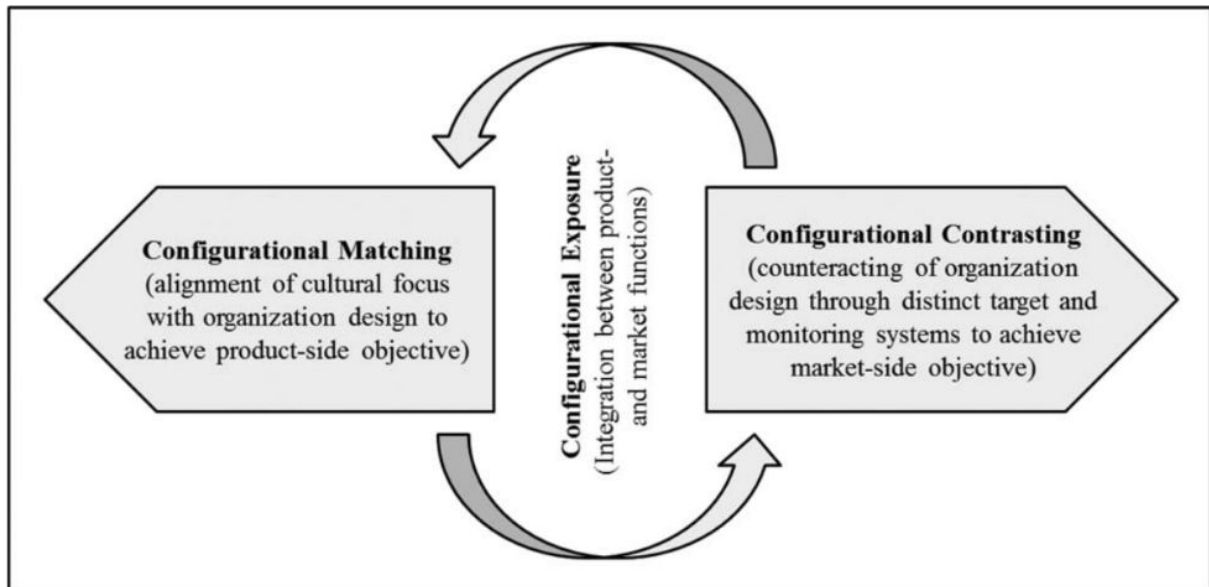 Configurational Matching
(alignment of cultural focus
with organization design to
achieve product-side objective)
Configurational Exposure
(Integration between product-
and market functions)
Configurational Contrasting
(counteracting of organization
design through distinct target and
monitoring systems to achieve
market-side objective)